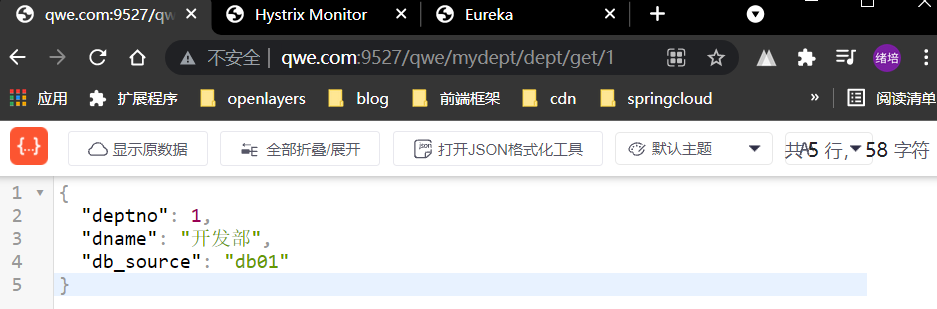 qwe.com:9527/qw
Hystrix Monitor
Eureka
不安全 qwe.com:9527/qwe/mydept/dept/get/1
绪培
应用 扩展程序 openlayers blog 前端框架 cdn springcloud » 阅读清单
{...} 显示原数据 全部折叠/展开 json 打开JSON格式化工具 默认主题 共 5 行, 58 字符
1 {
2 "deptno": 1,
3 "dname": "开发部",
4 "db_source": "db01"
5 }